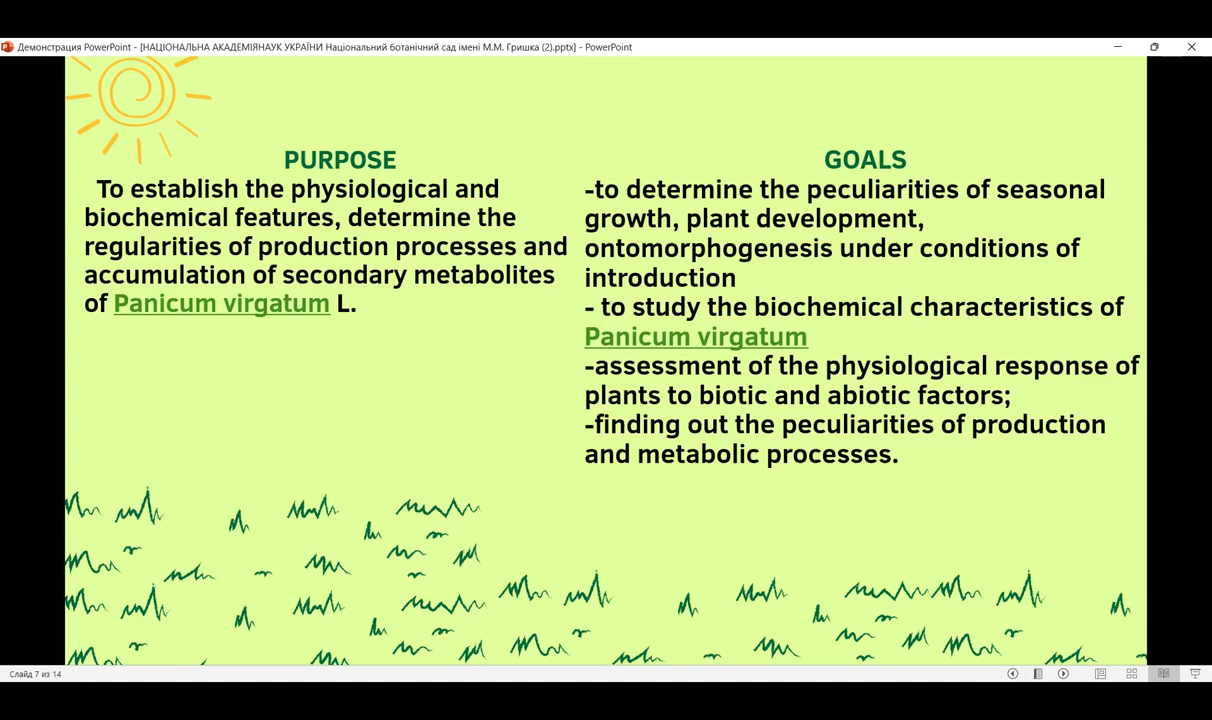 Демонстрация PowerPoint - [НАЦІОНАЛЬНА АКАДЕМІЯНАУК УКРАЇНИ Національний ботанічний сад імені М.М. Гришка (2).pptx] - PowerPoint
PURPOSE
To establish the physiological and
biochemical features, determine the
regularities of production processes and
accumulation of secondary metabolites
of Panicum virgatum L.
GOALS
-to determine the peculiarities of seasonal
growth, plant development,
ontomorphogenesis under conditions of
introduction
- to study the biochemical characteristics of
Panicum virgatum
-assessment of the physiological response of
plants to biotic and abiotic factors;
-finding out the peculiarities of production
and metabolic processes.
Слайд 7 из 14